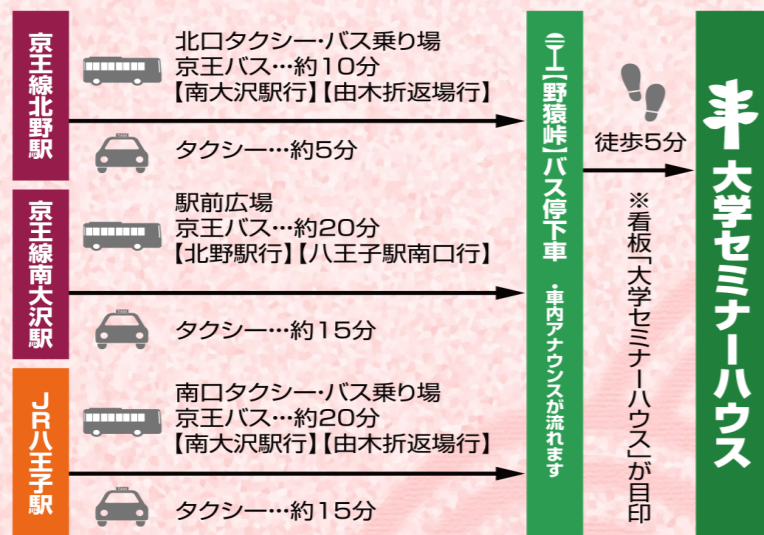 京王線北野駅
北口タクシー・バス乗り場
京王バス…約10分
【南大沢駅行】【由木折返場行】
タクシー…約5分
京王線南大沢駅
駅前広場
京王バス…約20分
【北野駅行】【八王子駅南口行】
タクシー…約15分
JR八王子駅
南口タクシー・バス乗り場
京王バス…約20分
【南大沢駅行】【由木折返場行】
タクシー…約15分
【野猿峠】バス停下車 ・車内アナウンスが流れます
徒歩5分
※看板「大学セミナーハウス」が目印
大学セミナーハウス